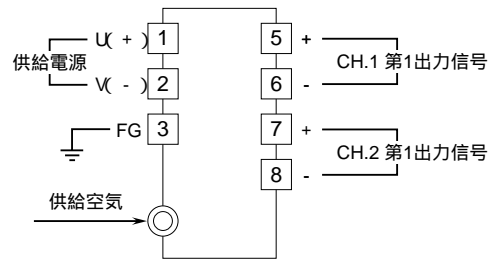 U( + ) 1
供給電源
V( - ) 2
FG 3
供給空気
5 +
CH.1 第1出力信号
6 -
7 +
CH.2 第1出力信号
8 -